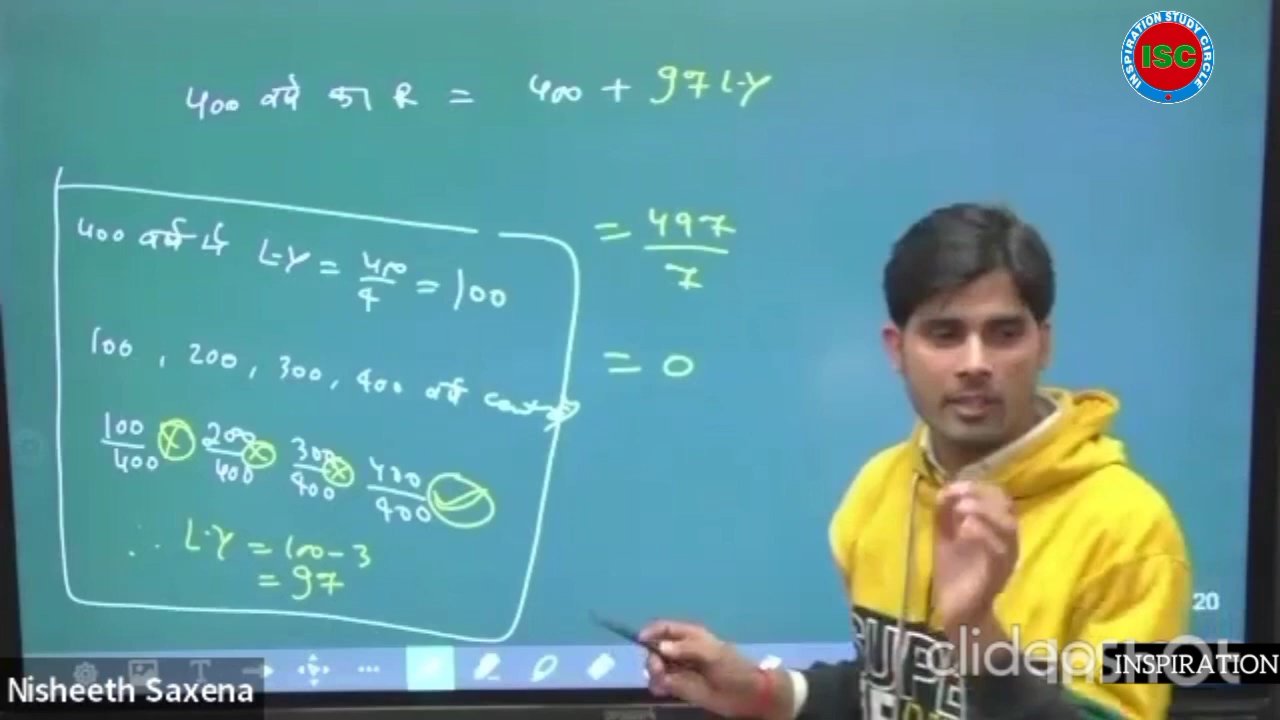 400 वर्ष का R = 400 + 97 L.Y
400 वर्ष में L.Y = 400/4 = 100
100, 200, 300, 400 वर्ष
100/400 ✗ 200/400 ✗ 300/400 ✗ 400/400 ✓
∴ L.Y = 100 - 3
= 97
= 497/7
= 0
INSPIRATION STUDY CIRCLE
ISC
20
SUPE
INSPIRATION
Nisheeth Saxena